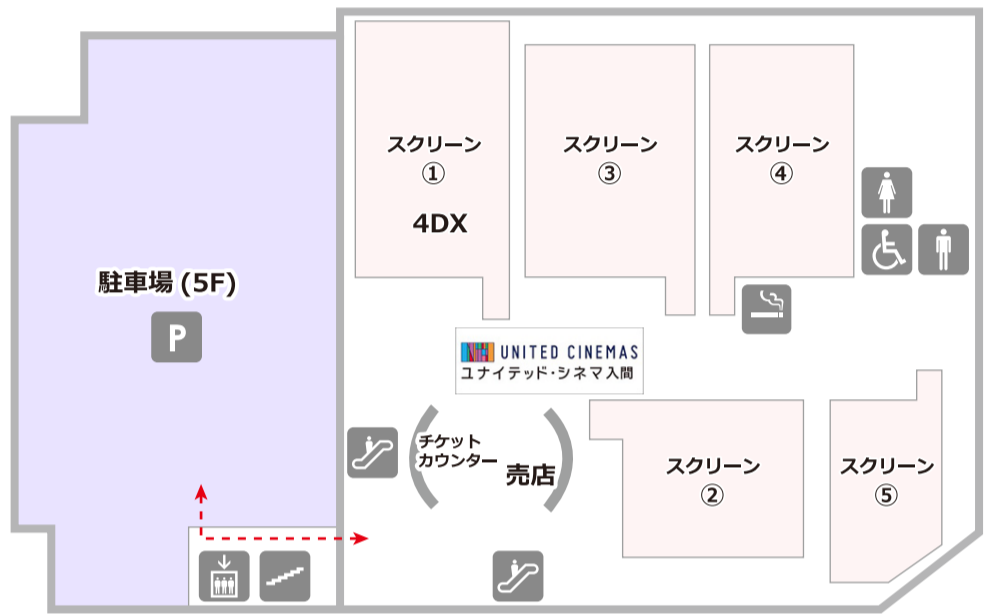 スクリーン
①
4DX
スクリーン
③
スクリーン
④
駐車場 (5F)
P
UNITED CINEMAS
ユナイテッド・シネマ入間
チケット
カウンター
売店
スクリーン
②
スクリーン
⑤